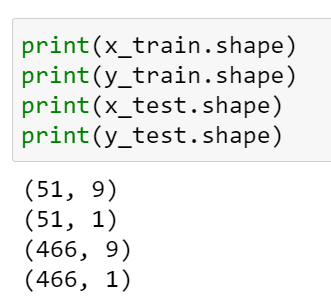 print(x_train.shape)
print(y_train.shape)
print(x_test.shape)
print(y_test.shape)
(51, 9)
(51, 1)
(466, 9)
(466, 1)